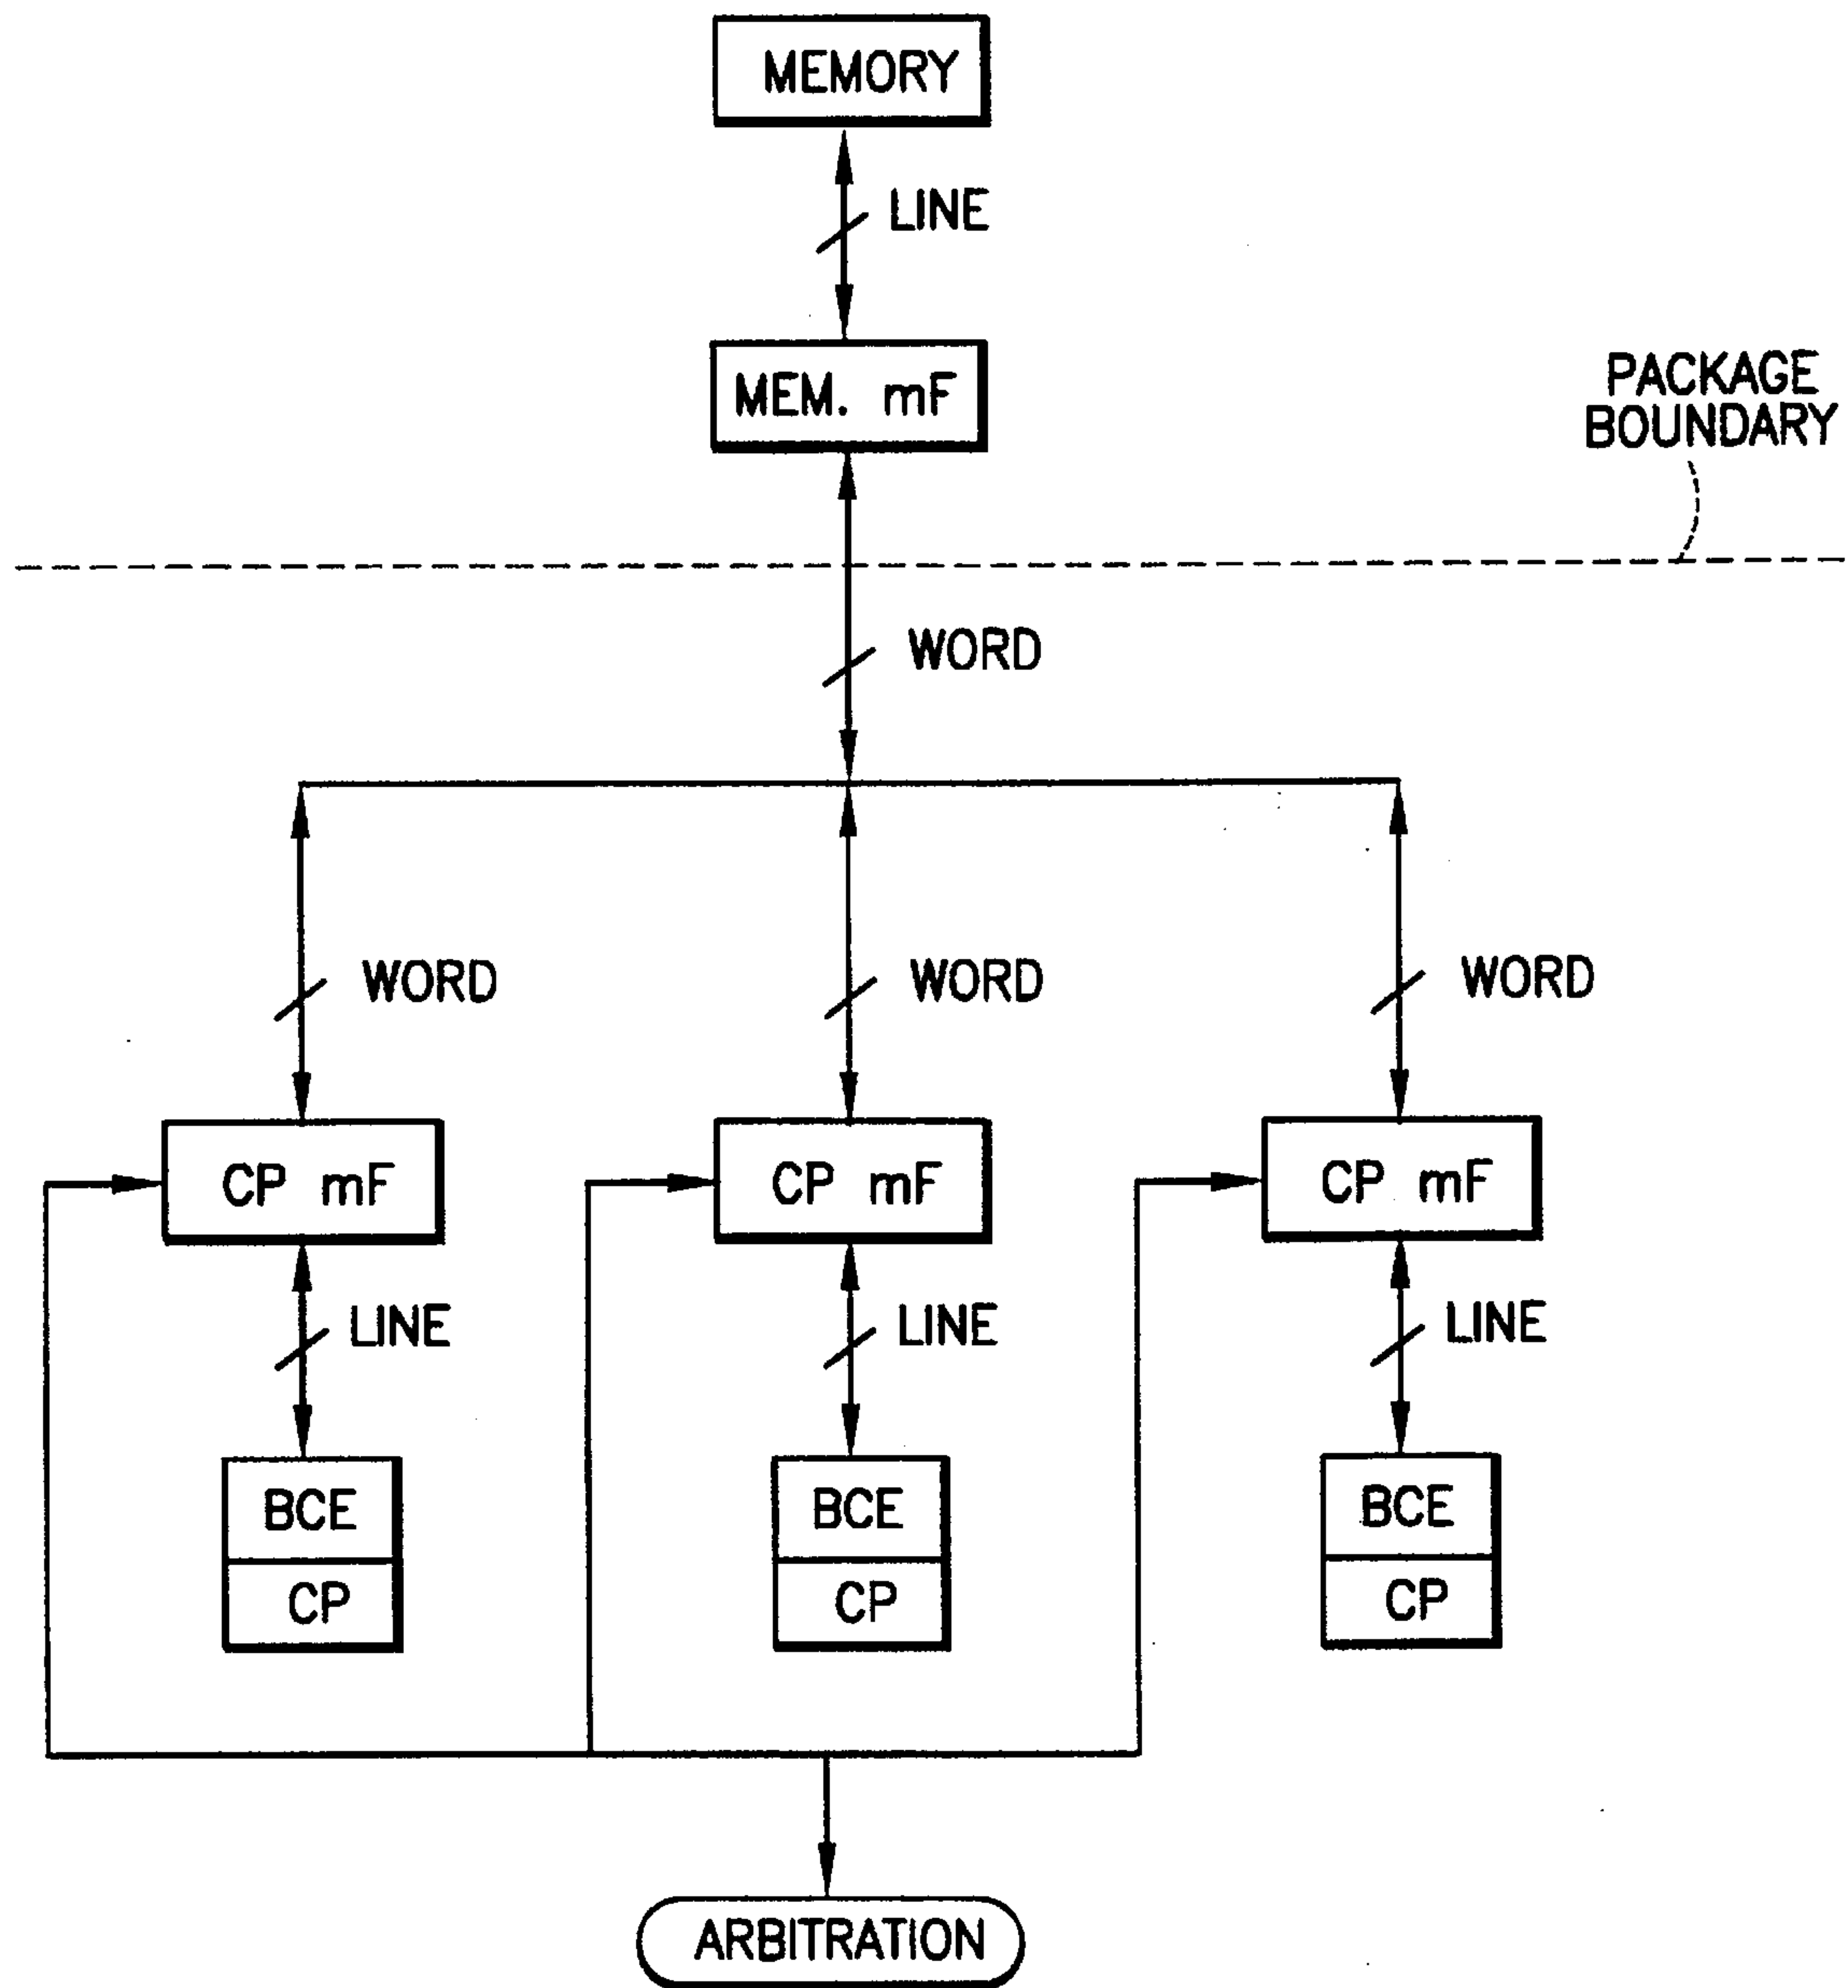 MEMORY
LINE
MEM. mF
PACKAGE
BOUNDARY
WORD
WORD
WORD
WORD
CP mF
CP mF
CP mF
LINE
LINE
LINE
BCE
BCE
BCE
CP
CP
CP
ARBITRATION